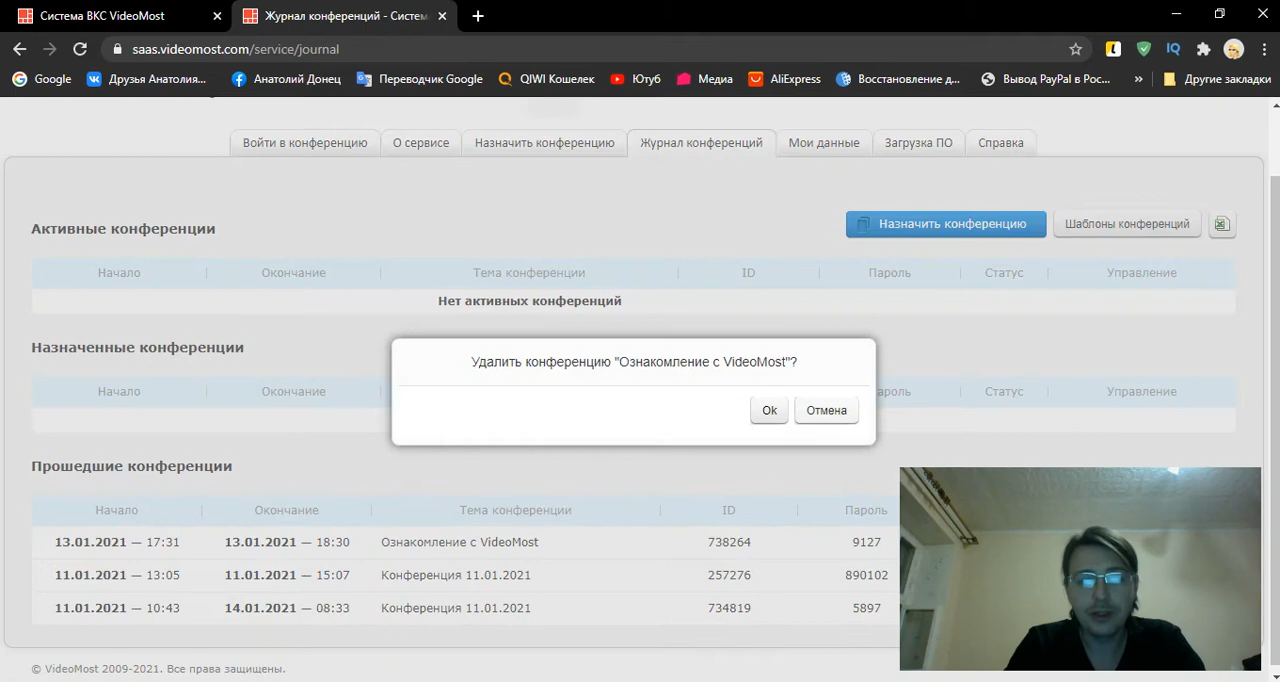 Система ВКС VideoMost
Журнал конференций - Систем
saas.videomost.com/service/journal
Google Друзья Анатолия... Анатолий Донец Переводчик Google QIWI Кошелек Ютуб Медиа AliExpress Восстановление д... Вывод PayPal в Рос... » Другие закладки
Войти в конференцию О сервисе Назначить конференцию Журнал конференций Мои данные Загрузка ПО Справка
Активные конференции Назначить конференцию Шаблоны конференций
Начало Окончание Тема конференции ID Пароль Статус Управление
Нет активных конференций
Назначенные конференции
Удалить конференцию "Ознакомление с VideoMost"?
Начало Окончание ароль Статус Управление
Ok Отмена
Прошедшие конференции
Начало Окончание Тема конференции ID Пароль
13.01.2021 — 17:31 13.01.2021 — 18:30 Ознакомление с VideoMost 738264 9127
11.01.2021 — 13:05 11.01.2021 — 15:07 Конференция 11.01.2021 257276 890102
11.01.2021 — 10:43 14.01.2021 — 08:33 Конференция 11.01.2021 734819 5897
© VideoMost 2009-2021. Все права защищены.